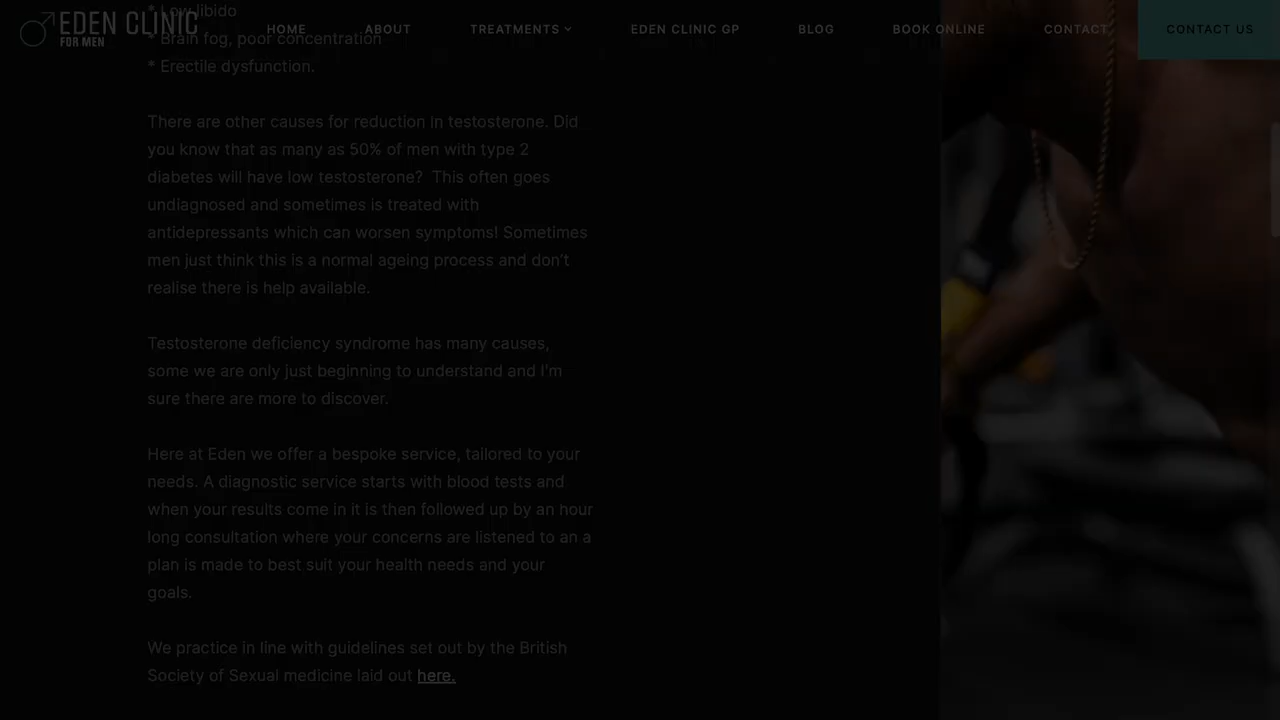 * Low libido
EDEN CLINIC
FOR MEN
HOME
ABOUT
TREATMENTS
EDEN CLINIC GP
BLOG
BOOK ONLINE
CONTACT
CONTACT US
* Brain fog, poor concentration
* Erectile dysfunction.
There are other causes for reduction in testosterone. Did
you know that as many as 50% of men with type 2
diabetes will have low testosterone? This often goes
undiagnosed and sometimes is treated with
antidepressants which can worsen symptoms! Sometimes
men just think this is a normal ageing process and don't
realise there is help available.
Testosterone deficiency syndrome has many causes,
some we are only just beginning to understand and I'm
sure there are more to discover.
Here at Eden we offer a bespoke service, tailored to your
needs. A diagnostic service starts with blood tests and
when your results come in it is then followed up by an hour
long consultation where your concerns are listened to an a
plan is made to best suit your health needs and your
goals.
We practice in line with guidelines set out by the British
Society of Sexual medicine laid out here.